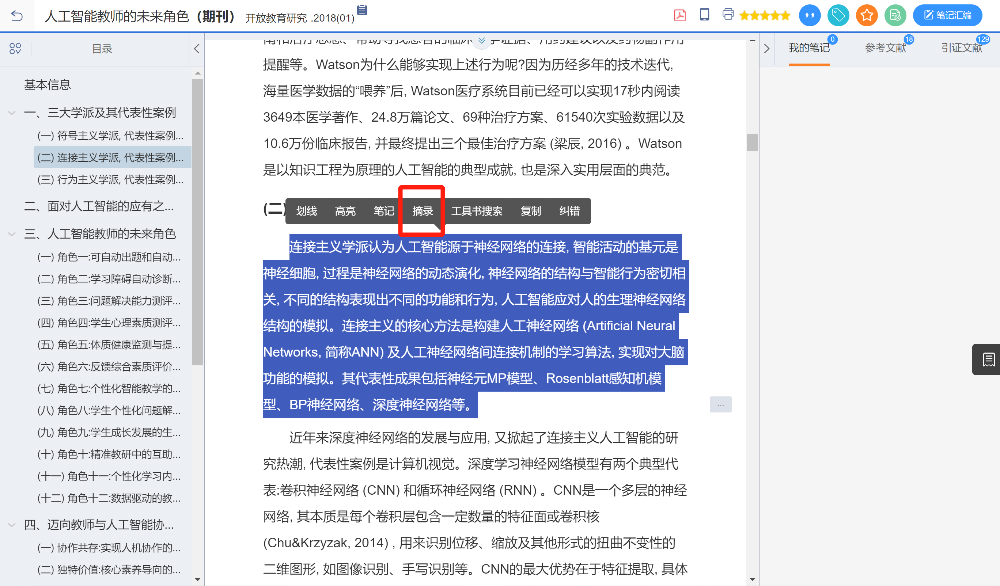 人工智能教师的未来角色（期刊） 开放教育研究 .2018(01)
笔记汇编
目录
基本信息
一、三大学派及其代表性案例
(一) 符号主义学派, 代表性案例...
(二) 连接主义学派, 代表性案例...
(三) 行为主义学派, 代表性案例...
二、面对人工智能的应有之...
三、人工智能教师的未来角色
(一) 角色一:可自动出题和自动...
(二) 角色二:学习障碍自动诊断...
(三) 角色三:问题解决能力测评...
(四) 角色四:学生心理素质测评...
(五) 角色五:体质健康监测与提...
(六) 角色六:反馈综合素质评价...
(七) 角色七:个性化智能教学的...
(八) 角色八:学生个性化问题解...
(九) 角色九:学生成长发展的生...
(十) 角色十:精准教研中的互助...
(十一) 角色十一:个性化学习内...
(十二) 角色十二:数据驱动的教...
四、迈向教师与人工智能协...
(一) 协作共存:实现人机协作的...
(二) 独特价值:核心素养导向的...
提醒等。Watson为什么能够实现上述行为呢?因为历经多年的技术迭代,
海量医学数据的“喂养”后, Watson医疗系统目前已经可以实现17秒内阅读
3649本医学著作、24.8万篇论文、69种治疗方案、61540次实验数据以及
10.6万份临床报告, 并最终提出三个最佳治疗方案 (梁辰, 2016) 。Watson
是以知识工程为原理的人工智能的典型成就, 也是深入实用层面的典范。
(二)
划线 高亮 笔记 摘录 工具书搜索 复制 纠错
连接主义学派认为人工智能源于神经网络的连接, 智能活动的基元是
神经细胞, 过程是神经网络的动态演化, 神经网络的结构与智能行为密切相
关, 不同的结构表现出不同的功能和行为, 人工智能应对人的生理神经网络
结构的模拟。连接主义的核心方法是构建人工神经网络 (Artificial Neural
Networks, 简称ANN) 及人工神经网络间连接机制的学习算法, 实现对大脑
功能的模拟。其代表性成果包括神经元MP模型、Rosenblatt感知机模
型、BP神经网络、深度神经网络等。
...
近年来深度神经网络的发展与应用, 又掀起了连接主义人工智能的研
究热潮, 代表性案例是计算机视觉。深度学习神经网络模型有两个典型代
表:卷积神经网络 (CNN) 和循环神经网络 (RNN) 。CNN是一个多层的神经
网络, 其本质是每个卷积层包含一定数量的特征面或卷积核
(Chu&Krzyzak, 2014) , 用来识别位移、缩放及其他形式的扭曲不变性的
二维图形, 如图像识别、手写识别等。CNN的最大优势在于特征提取, 具体
我的笔记 0 参考文献 18 引证文献 129